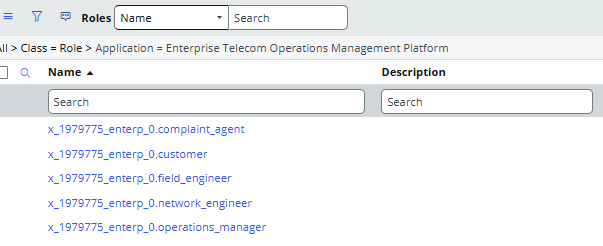 Roles Name Search
All > Class = Role > Application = Enterprise Telecom Operations Management Platform
Name Description
Search Search
x_1979775_enterp_0.complaint_agent
x_1979775_enterp_0.customer
x_1979775_enterp_0.field_engineer
x_1979775_enterp_0.network_engineer
x_1979775_enterp_0.operations_manager